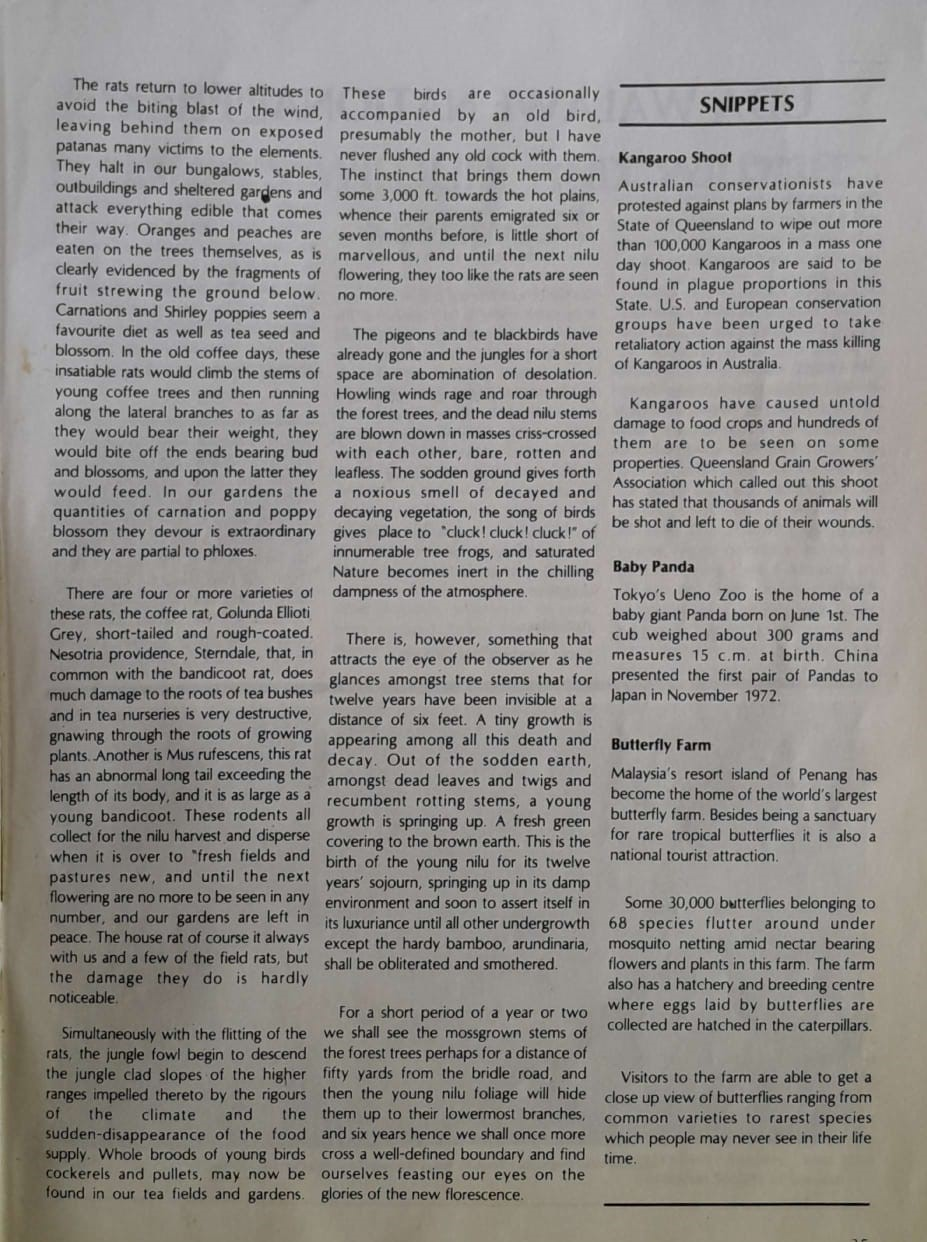 The rats return to lower altitudes to
avoid the biting blast of the wind,
leaving behind them on exposed
patanas many victims to the elements.
They halt in our bungalows, stables,
outbuildings and sheltered gardens and
attack everything edible that comes
their way. Oranges and peaches are
eaten on the trees themselves, as is
clearly evidenced by the fragments of
fruit strewing the ground below.
Carnations and Shirley poppies seem a
favourite diet as well as tea seed and
blossom. In the old coffee days, these
insatiable rats would climb the stems of
young coffee trees and then running
along the lateral branches to as far as
they would bear their weight, they
would bite off the ends bearing bud
and blossoms, and upon the latter they
would feed. In our gardens the
quantities of carnation and poppy
blossom they devour is extraordinary
and they are partial to phloxes.
There are four or more varieties of
these rats, the coffee rat, Golunda Ellioti
Grey, short-tailed and rough-coated.
Nesotria providence, Sterndale, that, in
common with the bandicoot rat, does
much damage to the roots of tea bushes
and in tea nurseries is very destructive,
gnawing through the roots of growing
plants. Another is Mus rufescens, this rat
has an abnormal long tail exceeding the
length of its body, and it is as large as a
young bandicoot. These rodents all
collect for the nilu harvest and disperse
when it is over to "fresh fields and
pastures new, and until the next
flowering are no more to be seen in any
number, and our gardens are left in
peace. The house rat of course it always
with us and a few of the field rats, but
the damage they do is hardly
noticeable.
Simultaneously with the flitting of the
rats, the jungle fowl begin to descend
the jungle clad slopes of the higher
ranges impelled thereto by the rigours
of the climate and the
sudden-disappearance of the food
supply. Whole broods of young birds
cockerels and pullets, may now be
found in our tea fields and gardens.
These birds are occasionally
accompanied by an old bird,
presumably the mother, but I have
never flushed any old cock with them.
The instinct that brings them down
some 3,000 ft. towards the hot plains,
whence their parents emigrated six or
seven months before, is little short of
marvellous, and until the next nilu
flowering, they too like the rats are seen
no more.
The pigeons and te blackbirds have
already gone and the jungles for a short
space are abomination of desolation.
Howling winds rage and roar through
the forest trees, and the dead nilu stems
are blown down in masses criss-crossed
with each other, bare, rotten and
leafless. The sodden ground gives forth
a noxious smell of decayed and
decaying vegetation, the song of birds
gives place to "cluck! cluck! cluck!" of
innumerable tree frogs, and saturated
Nature becomes inert in the chilling
dampness of the atmosphere.
There is, however, something that
attracts the eye of the observer as he
glances amongst tree stems that for
twelve years have been invisible at a
distance of six feet. A tiny growth is
appearing among all this death and
decay. Out of the sodden earth,
amongst dead leaves and twigs and
recumbent rotting stems, a young
growth is springing up. A fresh green
covering to the brown earth. This is the
birth of the young nilu for its twelve
years' sojourn, springing up in its damp
environment and soon to assert itself in
its luxuriance until all other undergrowth
except the hardy bamboo, arundinaria,
shall be obliterated and smothered.
For a short period of a year or two
we shall see the mossgrown stems of
the forest trees perhaps for a distance of
fifty yards from the bridle road, and
then the young nilu foliage will hide
them up to their lowermost branches,
and six years hence we shall once more
cross a well-defined boundary and find
ourselves feasting our eyes on the
glories of the new florescence.
SNIPPETS
Kangaroo Shoot
Australian conservationists have
protested against plans by farmers in the
State of Queensland to wipe out more
than 100,000 Kangaroos in a mass one
day shoot. Kangaroos are said to be
found in plague proportions in this
State. U.S. and European conservation
groups have been urged to take
retaliatory action against the mass killing
of Kangaroos in Australia.
Kangaroos have caused untold
damage to food crops and hundreds of
them are to be seen on some
properties. Queensland Grain Growers'
Association which called out this shoot
has stated that thousands of animals will
be shot and left to die of their wounds.
Baby Panda
Tokyo's Ueno Zoo is the home of a
baby giant Panda born on June 1st. The
cub weighed about 300 grams and
measures 15 c.m. at birth. China
presented the first pair of Pandas to
Japan in November 1972.
Butterfly Farm
Malaysia's resort island of Penang has
become the home of the world's largest
butterfly farm. Besides being a sanctuary
for rare tropical butterflies it is also a
national tourist attraction.
Some 30,000 butterflies belonging to
68 species flutter around under
mosquito netting amid nectar bearing
flowers and plants in this farm. The farm
also has a hatchery and breeding centre
where eggs laid by butterflies are
collected are hatched in the caterpillars.
Visitors to the farm are able to get a
close up view of butterflies ranging from
common varieties to rarest species
which people may never see in their life
time.